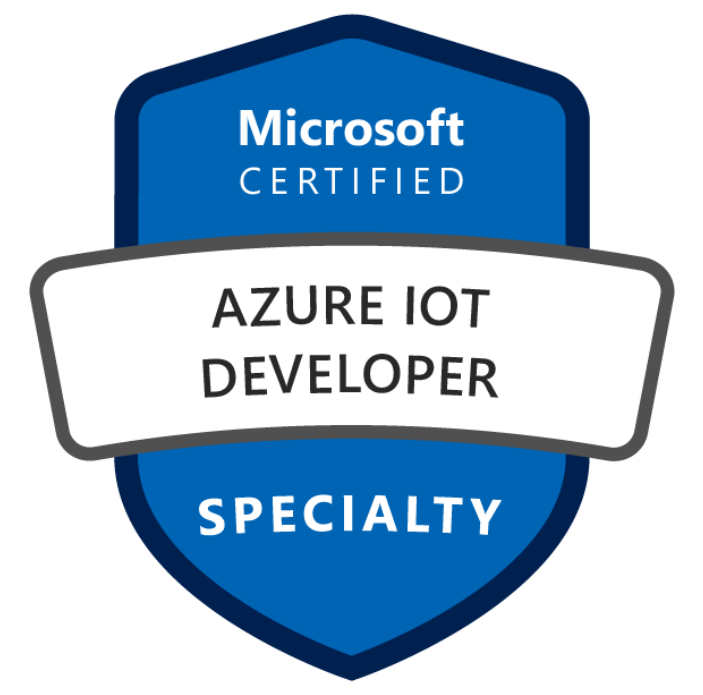 Microsoft
CERTIFIED
AZURE IOT
DEVELOPER
SPECIALTY